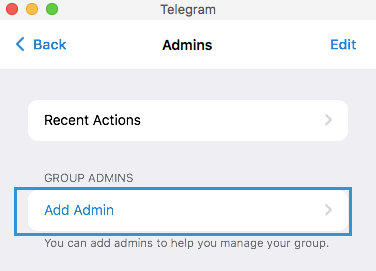 Telegram
Back Admins Edit
Recent Actions
GROUP ADMINS
Add Admin
You can add admins to help you manage your group.